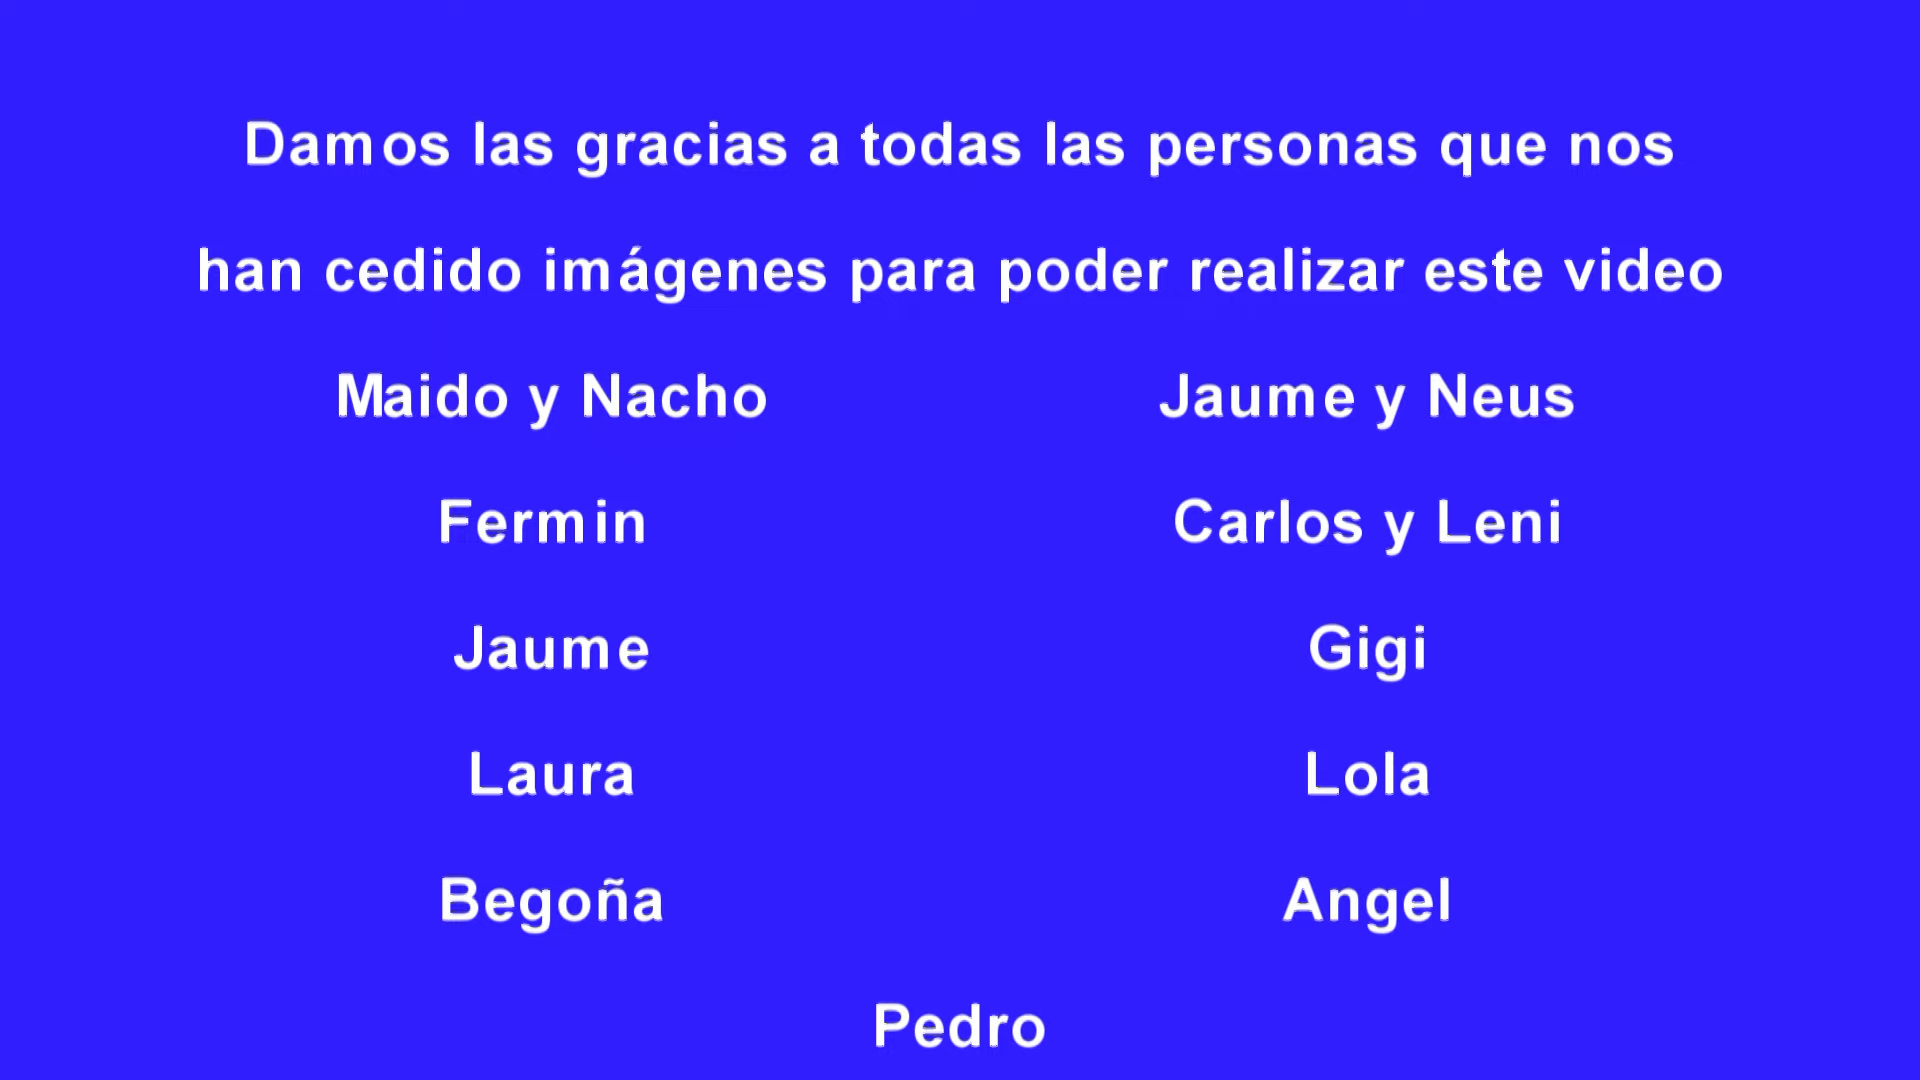 Damos las gracias a todas las personas que nos
han cedido imágenes para poder realizar este video
Maido y Nacho Jaume y Neus
Fermin Carlos y Leni
Jaume Gigi
Laura Lola
Begoña Angel
Pedro